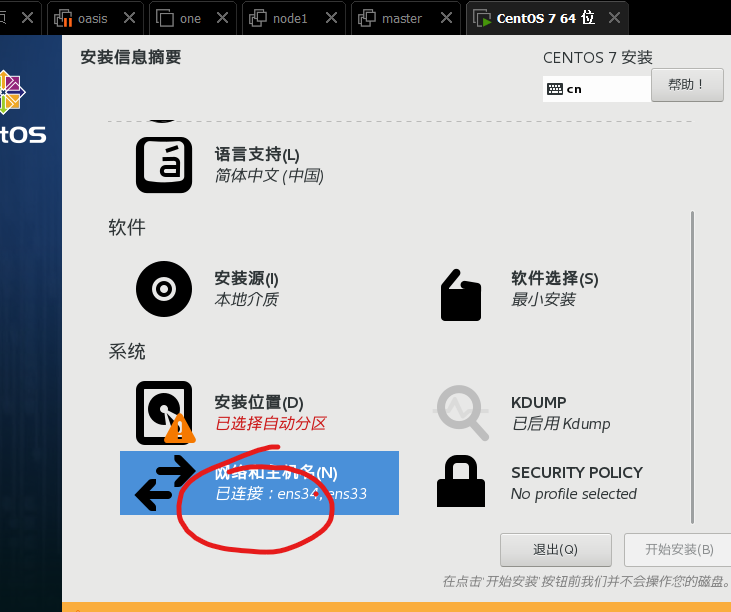 oasis
one
node1
master
CentOS 7 64 位
安装信息摘要
CENTOS 7 安装
cn
帮助！
tOS
语言支持(L)
简体中文 (中国)
软件
安装源(I)
本地介质
软件选择(S)
最小安装
系统
安装位置(D)
已选择自动分区
KDUMP
已启用 Kdump
网络和主机名(N)
已连接：ens34, ens33
SECURITY POLICY
No profile selected
退出(Q)
开始安装(B)
在点击'开始安装'按钮前我们并不会操作您的磁盘。